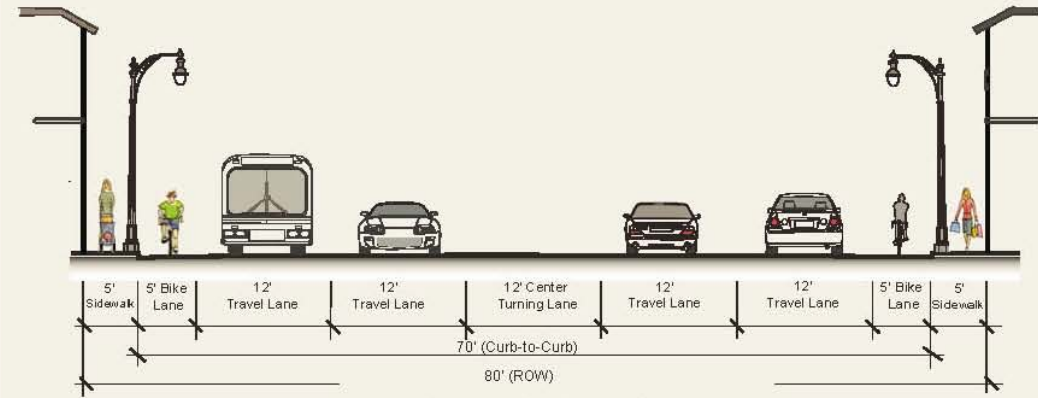 5'
Sidewalk
5' Bike
Lane
12'
Travel Lane
12'
Travel Lane
12' Center
Turning Lane
12'
Travel Lane
12'
Travel Lane
5' Bike
Lane
5'
Sidewalk
70' (Curb-to-Curb)
80' (ROW)